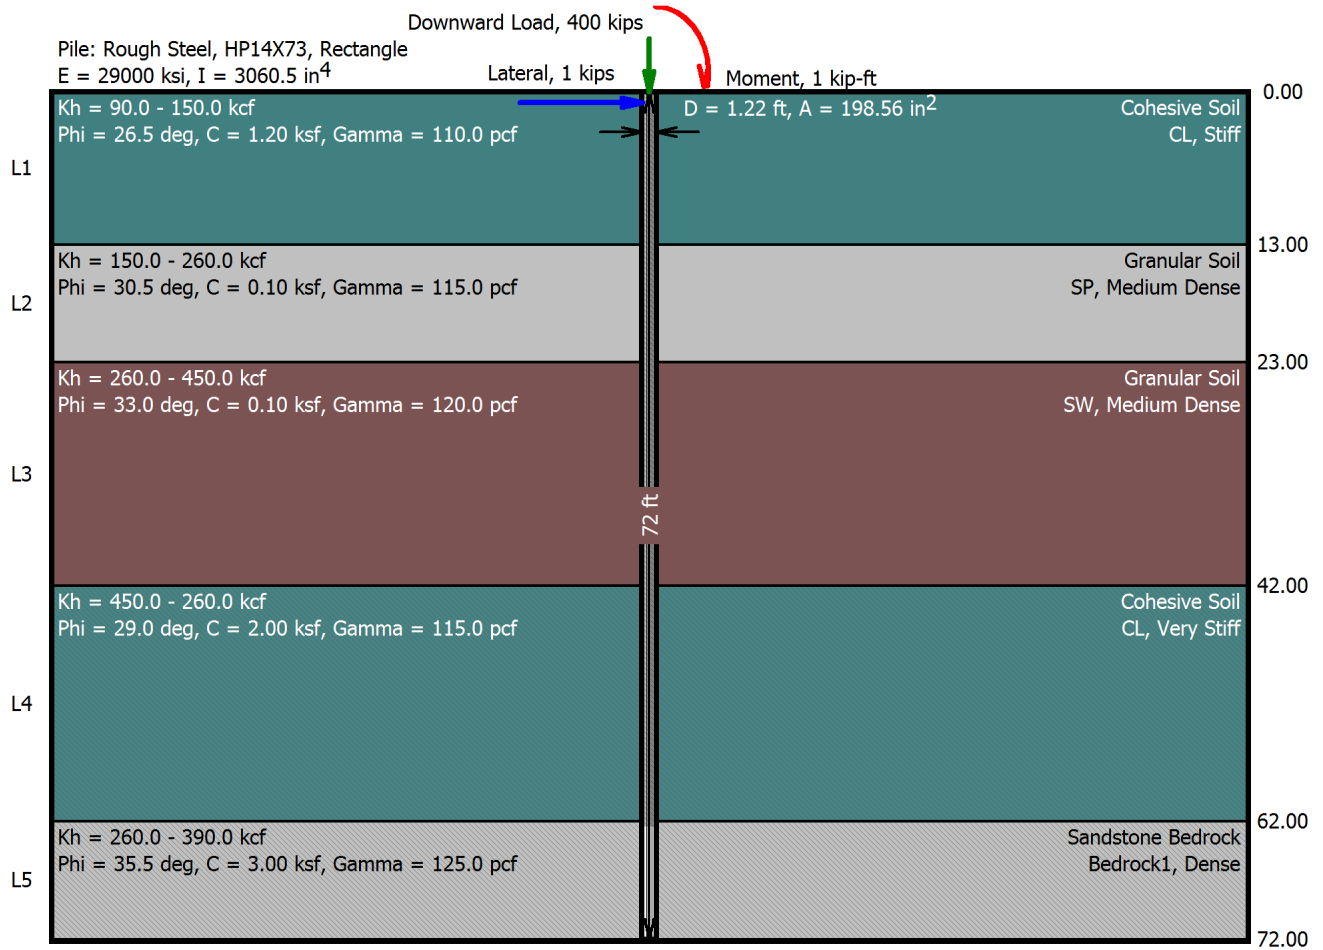 Downward Load, 400 kips
Pile: Rough Steel, HP14X73, Rectangle
E = 29000 ksi, I = 3060.5 in4
Lateral, 1 kips
Moment, 1 kip-ft
0.00
Kh = 90.0 - 150.0 kcf
D = 1.22 ft, A = 198.56 in2
Cohesive Soil
Phi = 26.5 deg, C = 1.20 ksf, Gamma = 110.0 pcf
CL, Stiff
L1
13.00
Kh = 150.0 - 260.0 kcf
Granular Soil
Phi = 30.5 deg, C = 0.10 ksf, Gamma = 115.0 pcf
SP, Medium Dense
L2
23.00
Kh = 260.0 - 450.0 kcf
Granular Soil
Phi = 33.0 deg, C = 0.10 ksf, Gamma = 120.0 pcf
SW, Medium Dense
L3
72 ft
42.00
Kh = 450.0 - 260.0 kcf
Cohesive Soil
Phi = 29.0 deg, C = 2.00 ksf, Gamma = 115.0 pcf
CL, Very Stiff
L4
62.00
Kh = 260.0 - 390.0 kcf
Sandstone Bedrock
Phi = 35.5 deg, C = 3.00 ksf, Gamma = 125.0 pcf
Bedrock1, Dense
L5
72.00